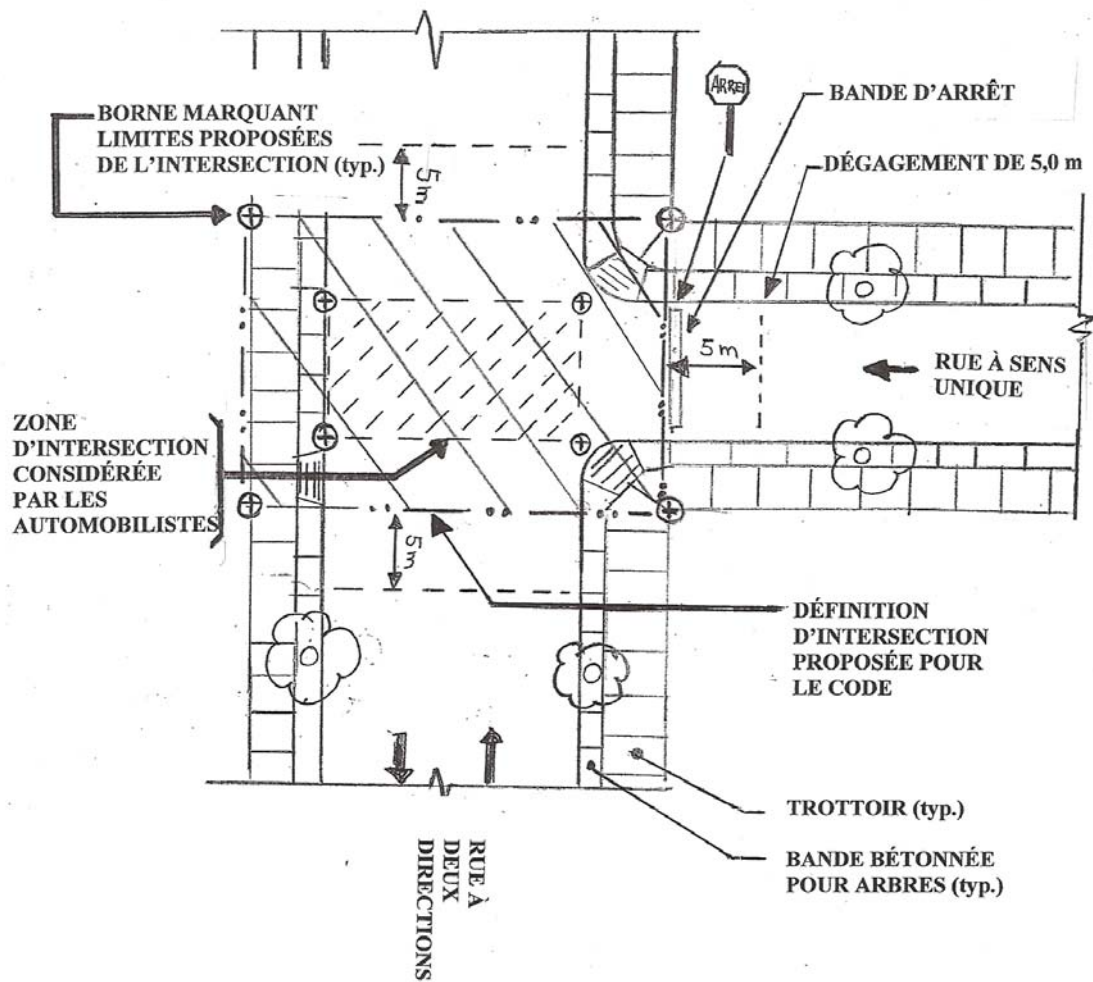 BORNE MARQUANT
LIMITES PROPOSÉES
DE L'INTERSECTION (typ.)
5m
ARRET
BANDE D'ARRÊT
DÉGAGEMENT DE 5,0 m
5m
RUE À SENS
UNIQUE
ZONE
D'INTERSECTION
CONSIDÉRÉE
PAR LES
AUTOMOBILISTES
5m
DÉFINITION
D'INTERSECTION
PROPOSÉE POUR
LE CODE
TROTTOIR (typ.)
BANDE BÉTONNÉE
POUR ARBRES (typ.)
RUE À
DEUX
DIRECTIONS